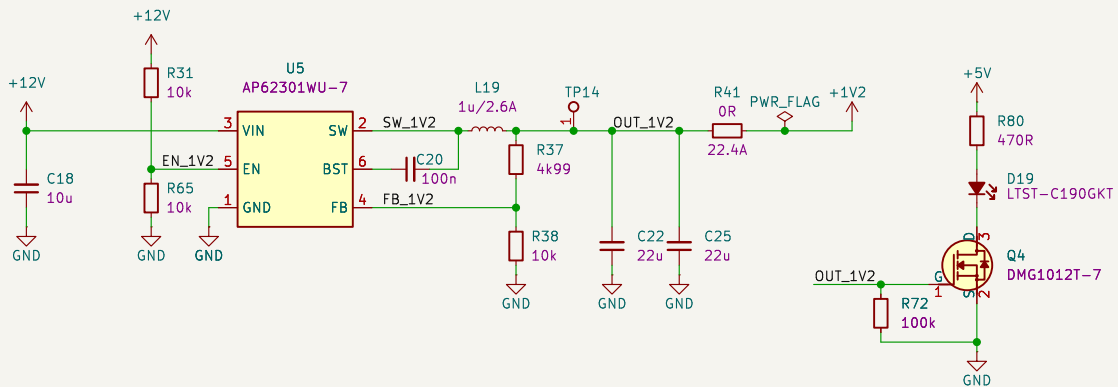 +12V
R31
10k
+12V
U5
AP62301WU-7
3 VIN
SW 2
5 EN
BST 6
1 GND
FB 4
EN_1V2
R65
10k
C18
10u
GND
GND
GND
SW_1V2
L19
1u/2.6A
C20
100n
FB_1V2
TP14
1
R37
4k99
R38
10k
GND
OUT_1V2
C22
22u
GND
C25
22u
GND
R41
0R
22.4A
PWR_FLAG
+1V2
+5V
R80
470R
D19
LTST-C190GKT
D 3
Q4
DMG1012T-7
G
1
S 2
OUT_1V2
R72
100k
GND